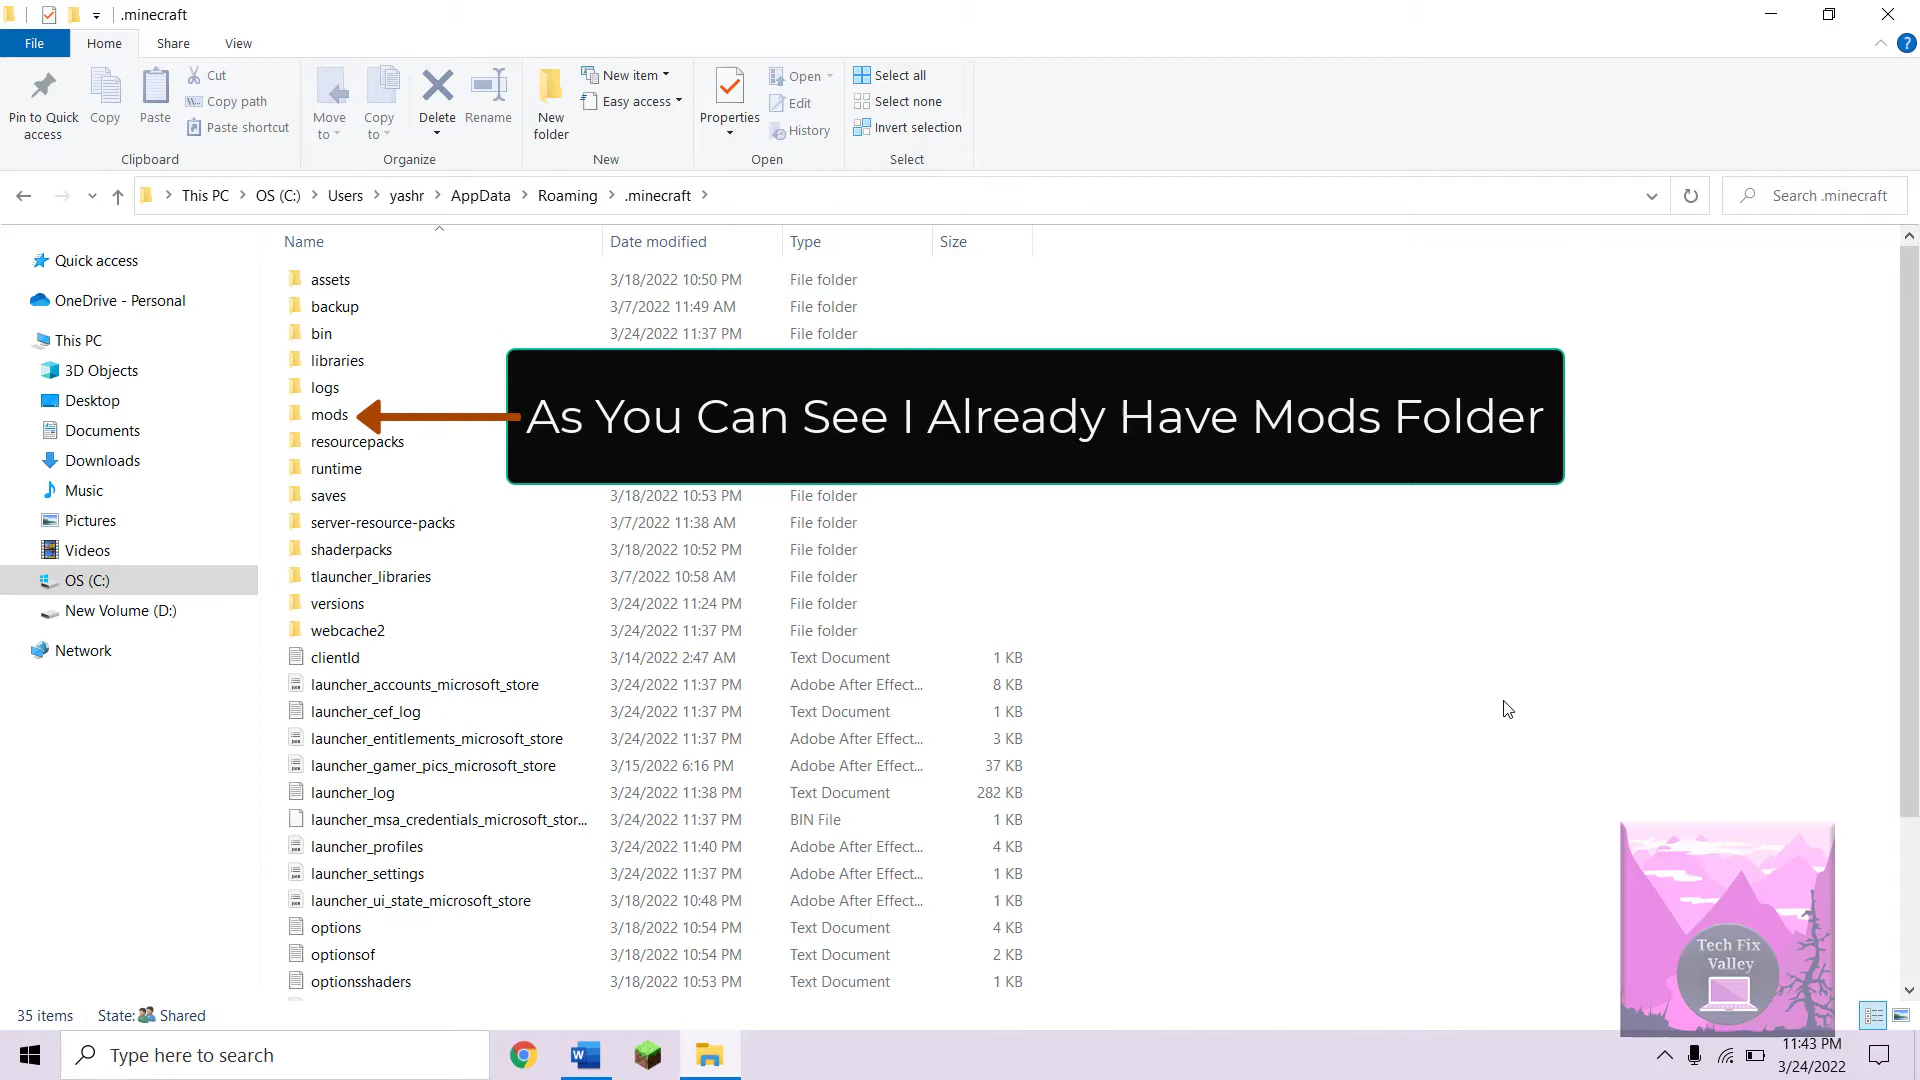 .minecraft
File
Home
Share
View
Pin to Quick access
Copy
Paste
Cut
Copy path
Paste shortcut
Clipboard
Move to
Copy to
Delete
Rename
Organize
New folder
New item
Easy access
New
Properties
Open
Edit
History
Open
Select all
Select none
Invert selection
Select
This PC > OS (C:) > Users > yashr > AppData > Roaming > .minecraft >
Search .minecraft
Quick access
OneDrive - Personal
This PC
3D Objects
Desktop
Documents
Downloads
Music
Pictures
Videos
OS (C:)
New Volume (D:)
Network
Name Date modified Type Size
assets 3/18/2022 10:50 PM File folder
backup 3/7/2022 11:49 AM File folder
bin 3/24/2022 11:37 PM File folder
libraries
logs
mods
As You Can See I Already Have Mods Folder
resourcepacks
runtime
saves 3/18/2022 10:53 PM File folder
server-resource-packs 3/7/2022 11:38 AM File folder
shaderpacks 3/18/2022 10:52 PM File folder
tlauncher_libraries 3/7/2022 10:58 AM File folder
versions 3/24/2022 11:24 PM File folder
webcache2 3/24/2022 11:37 PM File folder
clientId 3/14/2022 2:47 AM Text Document 1 KB
launcher_accounts_microsoft_store 3/24/2022 11:37 PM Adobe After Effect... 8 KB
launcher_cef_log 3/24/2022 11:37 PM Text Document 1 KB
launcher_entitlements_microsoft_store 3/24/2022 11:37 PM Adobe After Effect... 3 KB
launcher_gamer_pics_microsoft_store 3/15/2022 6:16 PM Adobe After Effect... 37 KB
launcher_log 3/24/2022 11:38 PM Text Document 282 KB
launcher_msa_credentials_microsoft_stor... 3/24/2022 11:37 PM BIN File 1 KB
launcher_profiles 3/24/2022 11:40 PM Adobe After Effect... 4 KB
launcher_settings 3/24/2022 11:37 PM Adobe After Effect... 1 KB
launcher_ui_state_microsoft_store 3/18/2022 10:48 PM Adobe After Effect... 1 KB
options 3/18/2022 10:54 PM Text Document 4 KB
optionsof 3/18/2022 10:54 PM Text Document 2 KB
optionsshaders 3/18/2022 10:53 PM Text Document 1 KB
Tech Fix
Valley
35 items State: Shared
Type here to search
11:43 PM
3/24/2022